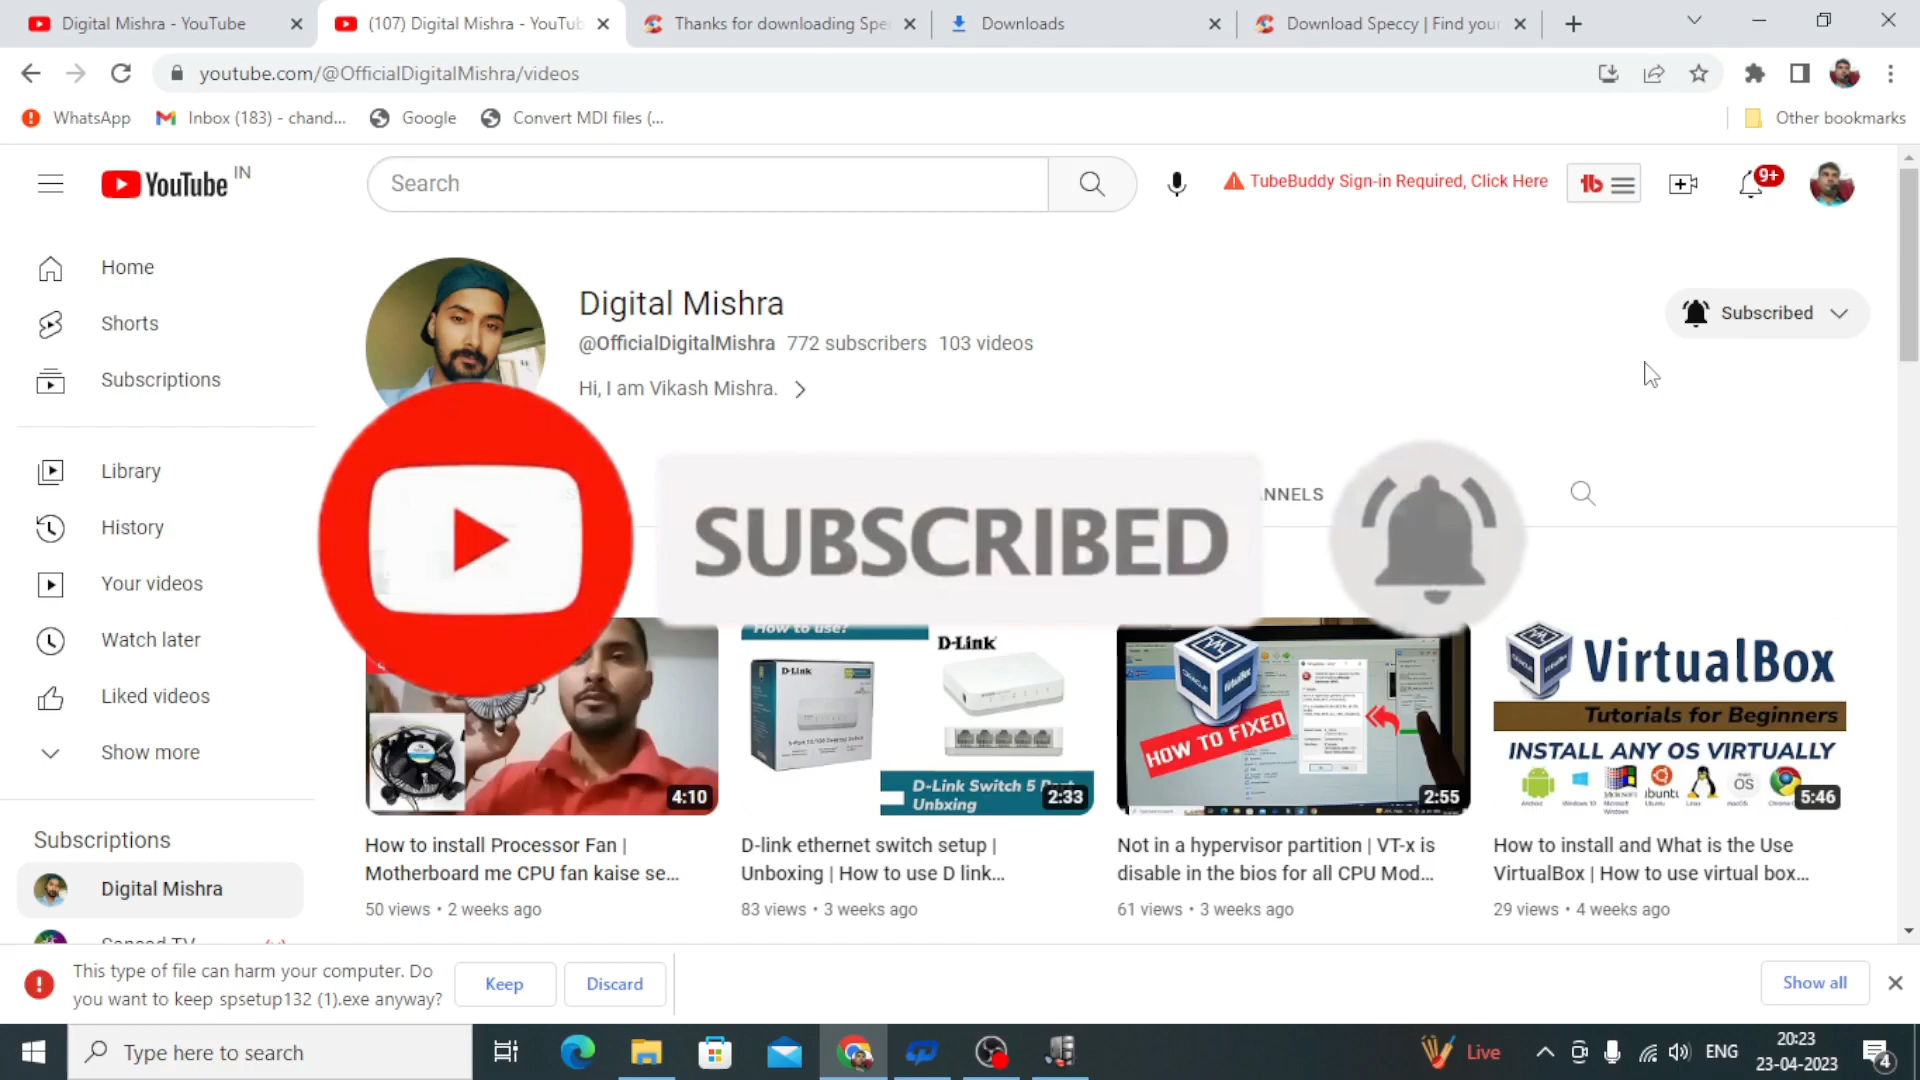 Digital Mishra - YouTube
(107) Digital Mishra - YouTub
Thanks for downloading Spec
Downloads
Download Speccy | Find your
youtube.com/@OfficialDigitalMishra/videos
WhatsApp
Inbox (183) - chand...
Google
Convert MDI files (...
Other bookmarks
YouTube IN
Search
TubeBuddy Sign-in Required, Click Here
tb
9+
Home
Shorts
Subscriptions
Library
History
Your videos
Watch later
Liked videos
Show more
Subscriptions
Digital Mishra
Digital Mishra
@OfficialDigitalMishra 772 subscribers 103 videos
Hi, I am Vikash Mishra.
Subscribed
SUBSCRIBED
NNELS
4:10
How to install Processor Fan |
Motherboard me CPU fan kaise se...
50 views • 2 weeks ago
How to use?
D-Link
D-Link
D-Link Switch 5 Port
Unbxing
2:33
D-link ethernet switch setup |
Unboxing | How to use D link...
83 views • 3 weeks ago
HOW TO FIXED
2:55
Not in a hypervisor partition | VT-x is
disable in the bios for all CPU Mod...
61 views • 3 weeks ago
VirtualBox
Tutorials for Beginners
INSTALL ANY OS VIRTUALLY
5:46
How to install and What is the Use
VirtualBox | How to use virtual box...
29 views • 4 weeks ago
This type of file can harm your computer. Do
you want to keep spsetup132 (1).exe anyway?
Keep
Discard
Show all
Type here to search
Live
ENG
20:23
23-04-2023
4